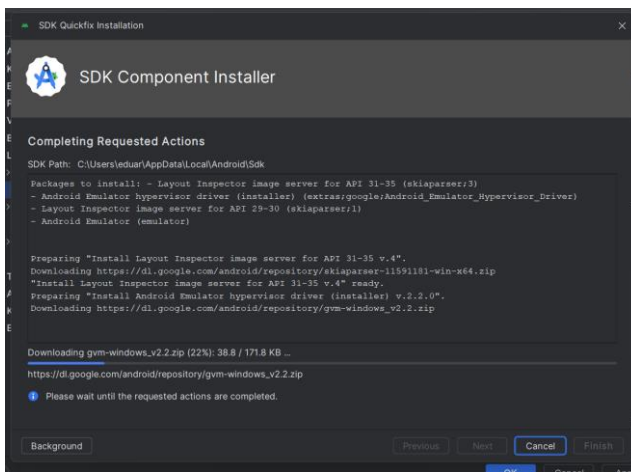 SDK Quickfix Installation
SDK Component Installer
Completing Requested Actions
SDK Path: C:\Users\eduar\AppData\Local\Android\Sdk
Packages to install: - Layout Inspector image server for API 31-35 (skiaparser;3)
- Android Emulator hypervisor driver (installer) (extras;google;Android_Emulator_Hypervisor_Driver)
- Layout Inspector image server for API 29-30 (skiaparser;1)
- Android Emulator (emulator)
Preparing "Install Layout Inspector image server for API 31-35 v.4".
Downloading https://dl.google.com/android/repository/skiaparser-11591181-win-x64.zip
"Install Layout Inspector image server for API 31-35 v.4" ready.
Preparing "Install Android Emulator hypervisor driver (installer) v.2.2.0".
Downloading https://dl.google.com/android/repository/gvm-windows_v2.2.zip
Downloading gvm-windows_v2.2.zip (22%): 38.8 / 171.8 KB ...
https://dl.google.com/android/repository/gvm-windows_v2.2.zip
Please wait until the requested actions are completed.
Background Previous Next Cancel Finish